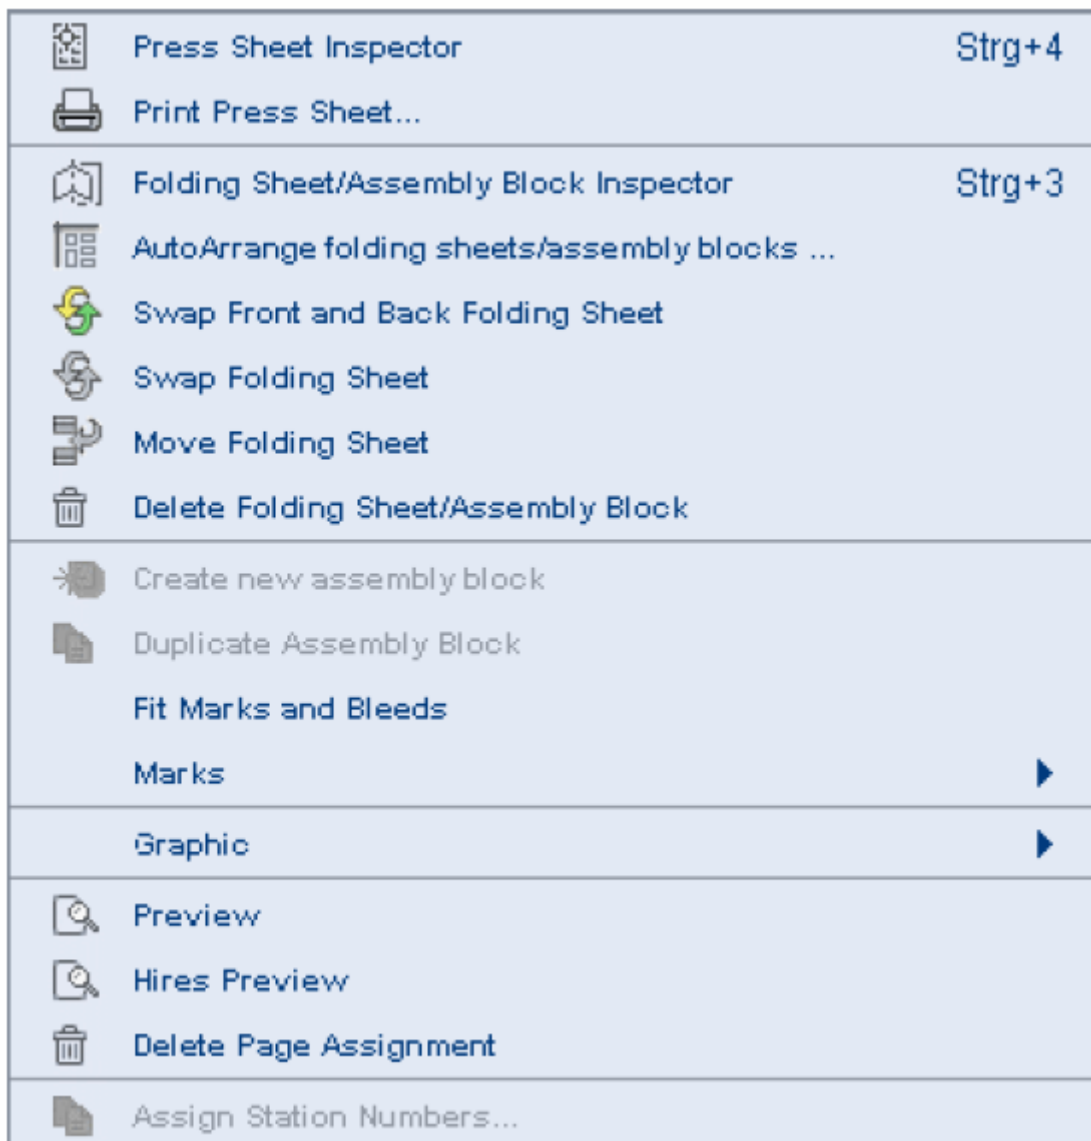 Press Sheet Inspector Strg+4
Print Press Sheet...
Folding Sheet/Assembly Block Inspector Strg+3
AutoArrange folding sheets/assembly blocks ...
Swap Front and Back Folding Sheet
Swap Folding Sheet
Move Folding Sheet
Delete Folding Sheet/Assembly Block
Create new assembly block
Duplicate Assembly Block
Fit Marks and Bleeds
Marks
Graphic
Preview
Hires Preview
Delete Page Assignment
Assign Station Numbers...